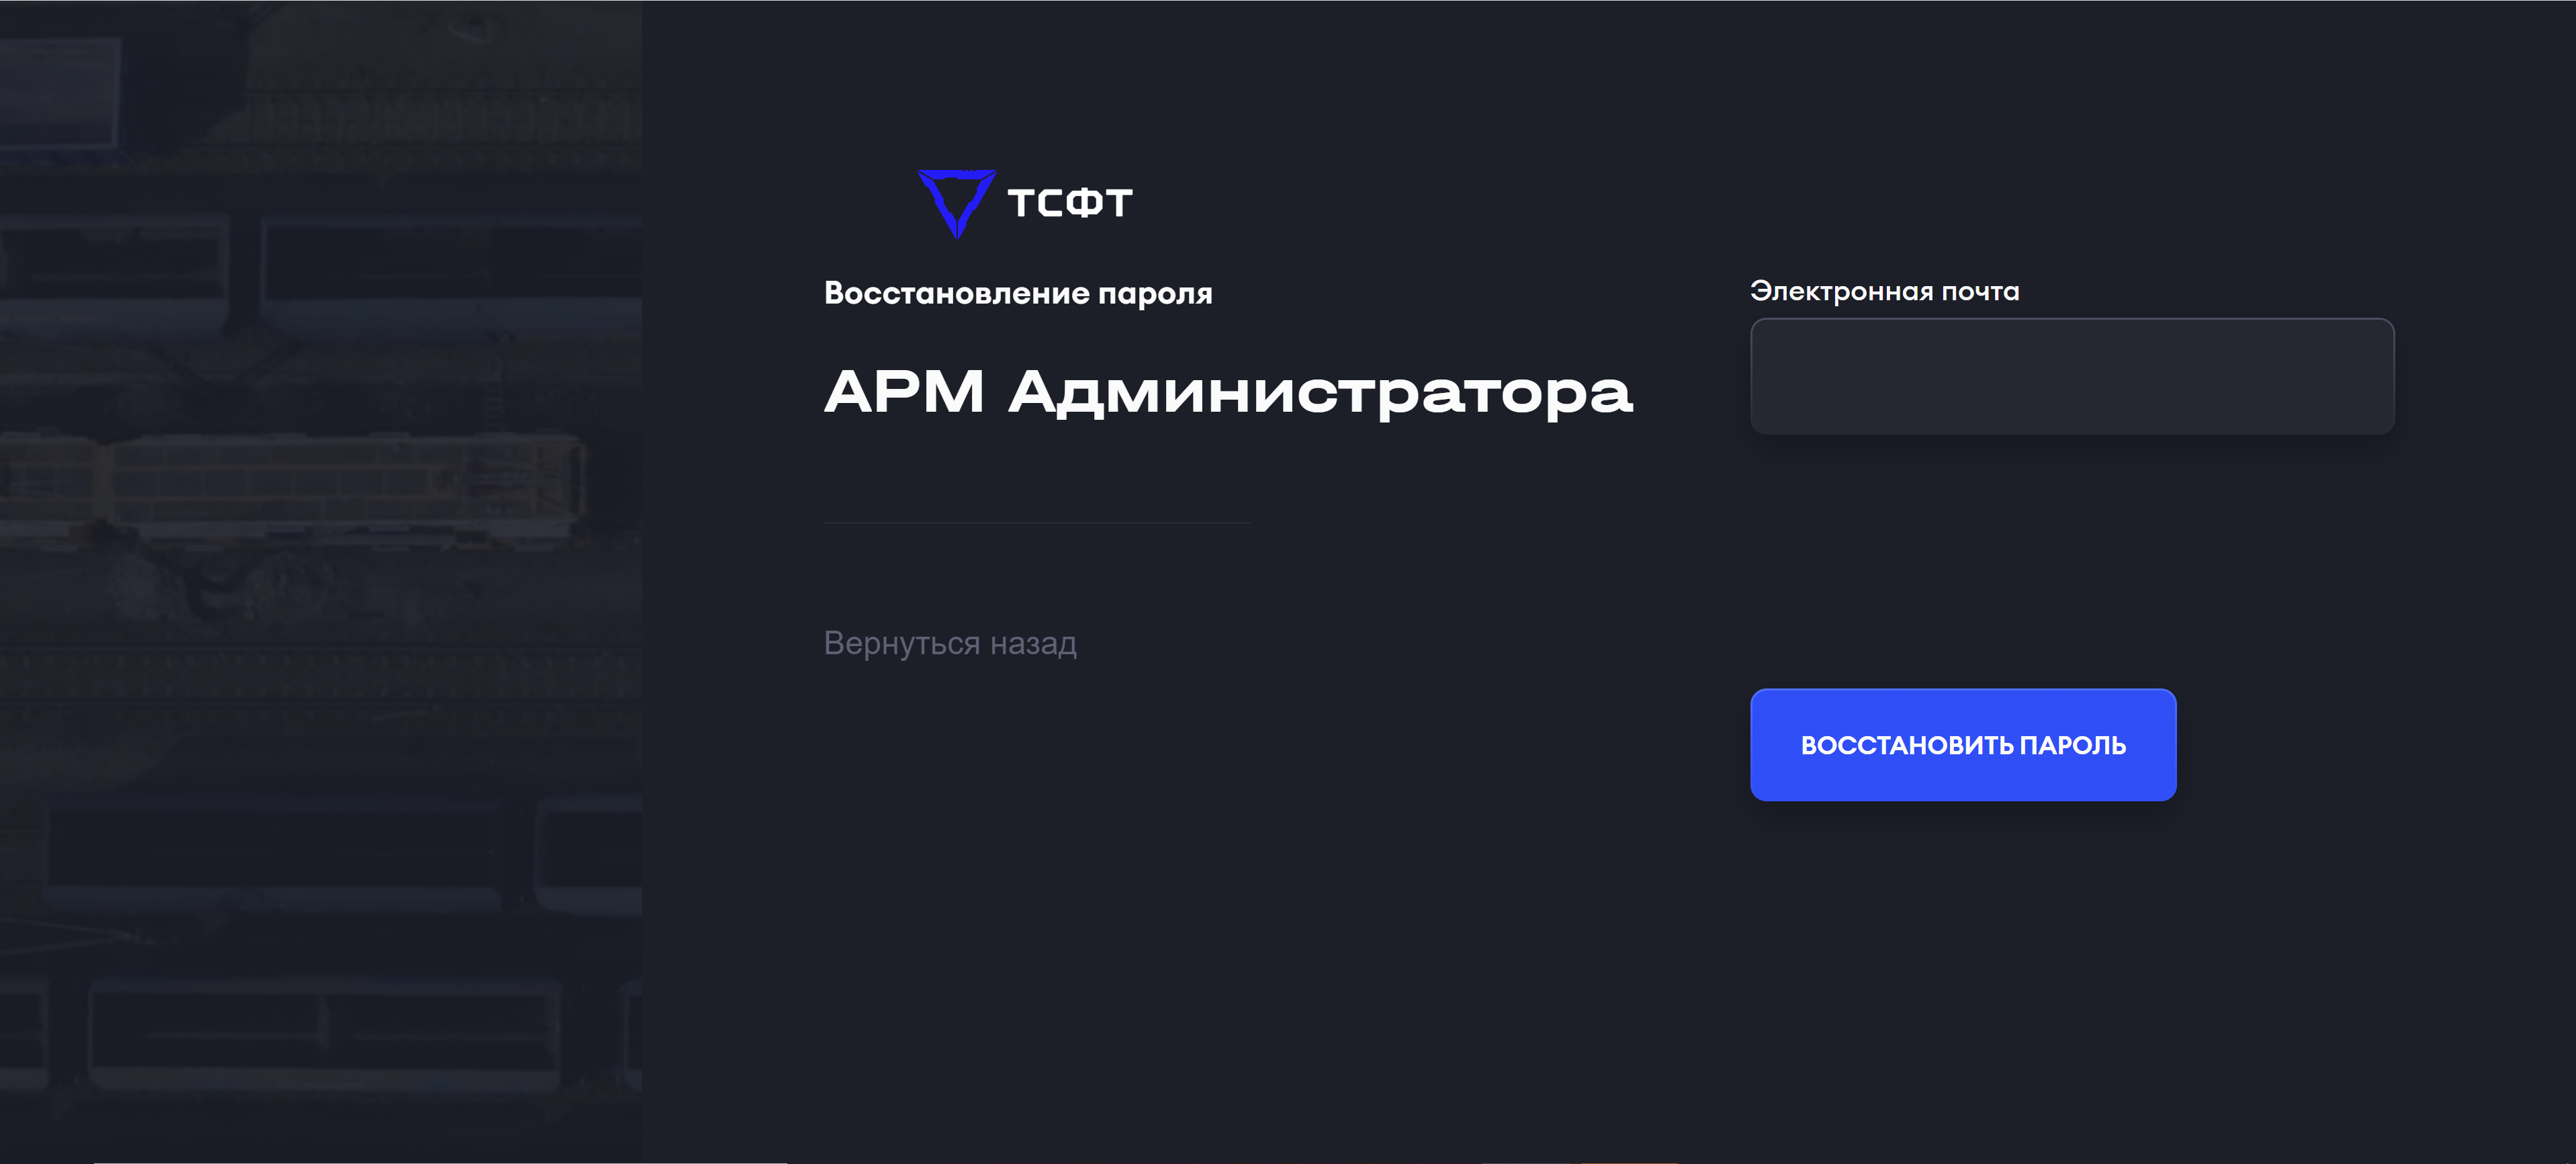 ТСФТ
Восстановление пароля
АРМ Администратора
Вернуться назад
Электронная почта
ВОССТАНОВИТЬ ПАРОЛЬ